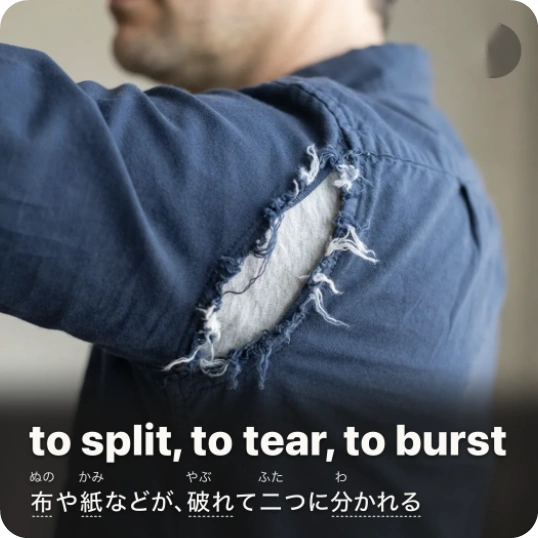 to split, to tear, to burst
ぬの かみ やぶ ふた わ
布や紙などが、破れて二つに分かれる